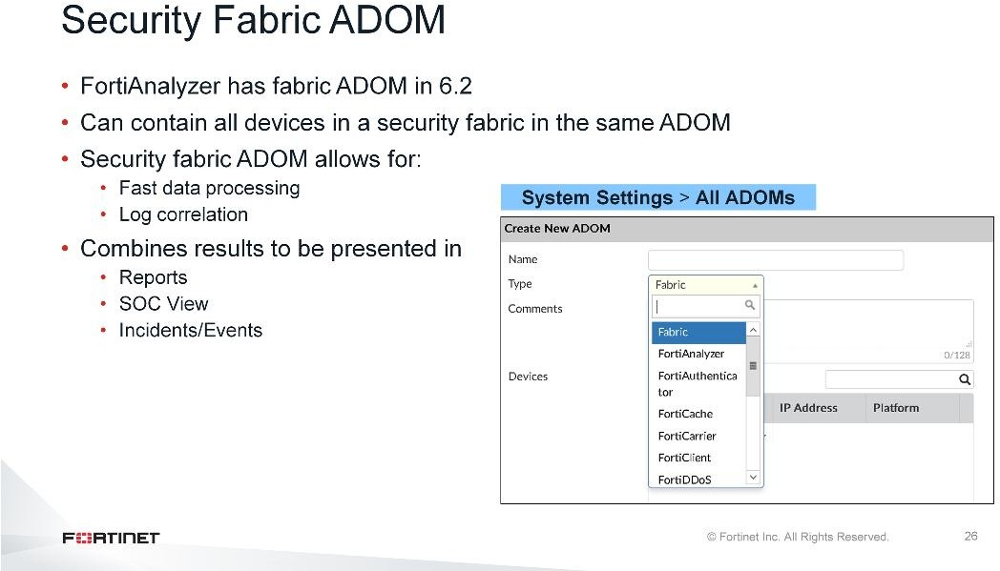 Security Fabric ADOM
• FortiAnalyzer has fabric ADOM in 6.2
• Can contain all devices in a security fabric in the same ADOM
• Security fabric ADOM allows for:
• Fast data processing
• Log correlation
• Combines results to be presented in
• Reports
• SOC View
• Incidents/Events
System Settings > All ADOMs
Create New ADOM
Name
Type
Fabric
Comments
Fabric
FortiAnalyzer
FortiAuthentica
tor
FortiCache
FortiCarrier
FortiClient
FortiDDoS
0/128
Devices
IP Address Platform
FORTINET
© Fortinet Inc. All Rights Reserved. 26